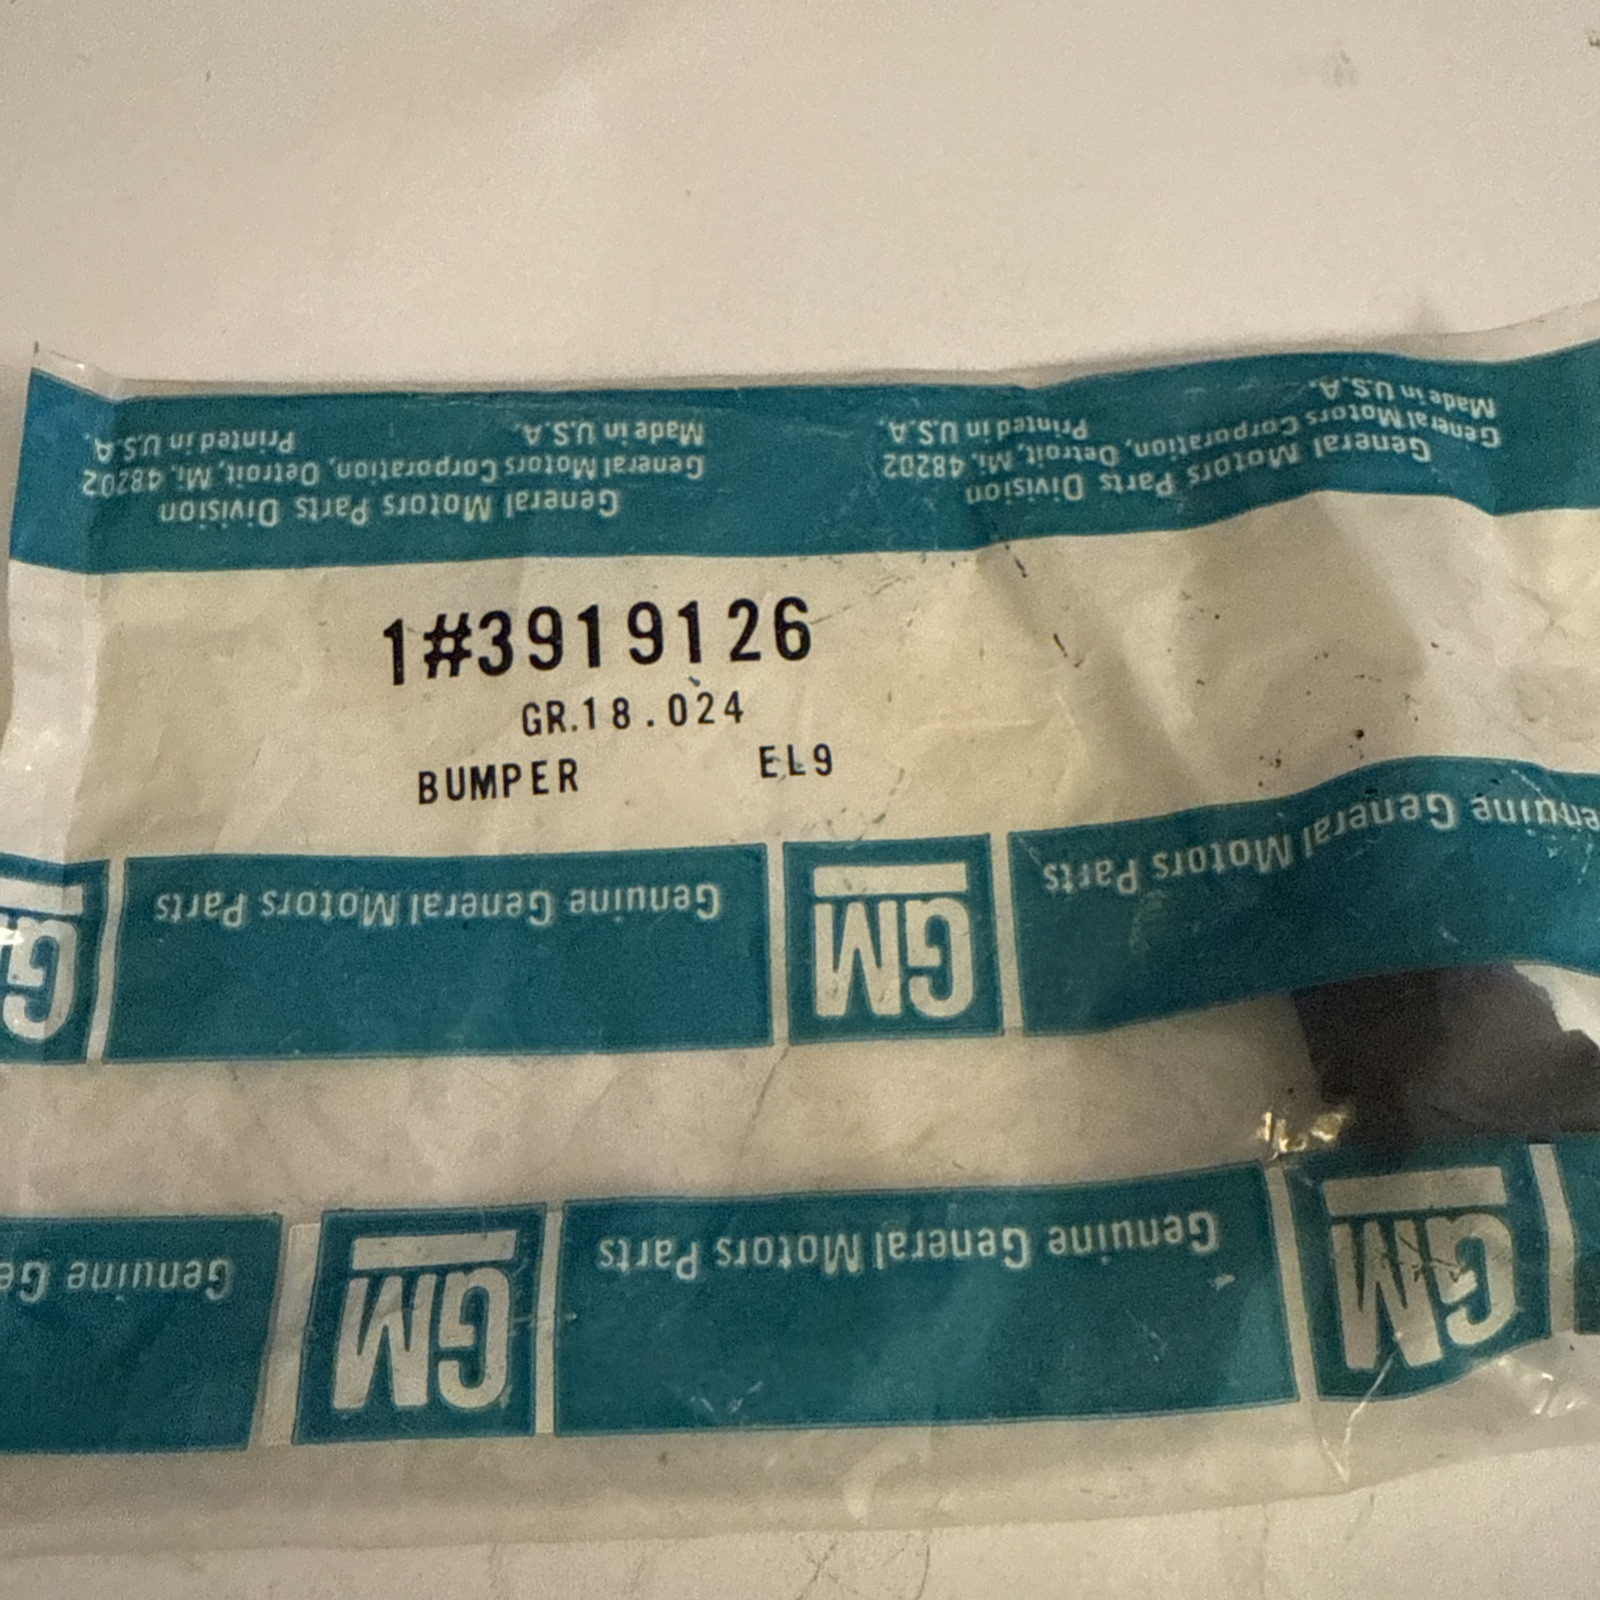 Made in U.S.A.
Printed in U.S.A.
General Motors Corporation, Detroit, Mi. 48202
General Motors Parts Division
Made in U.S.A.
Printed in U.S.A.
General Motors Corporation, Detroit, Mi. 48202
General Motors Parts Division
1#3919126
GR.18.024
BUMPER EL9
G
Genuine General Motors Parts
GM
enuine General Motors Parts
Genuine Ge
GM
Genuine General Motors Parts
GM